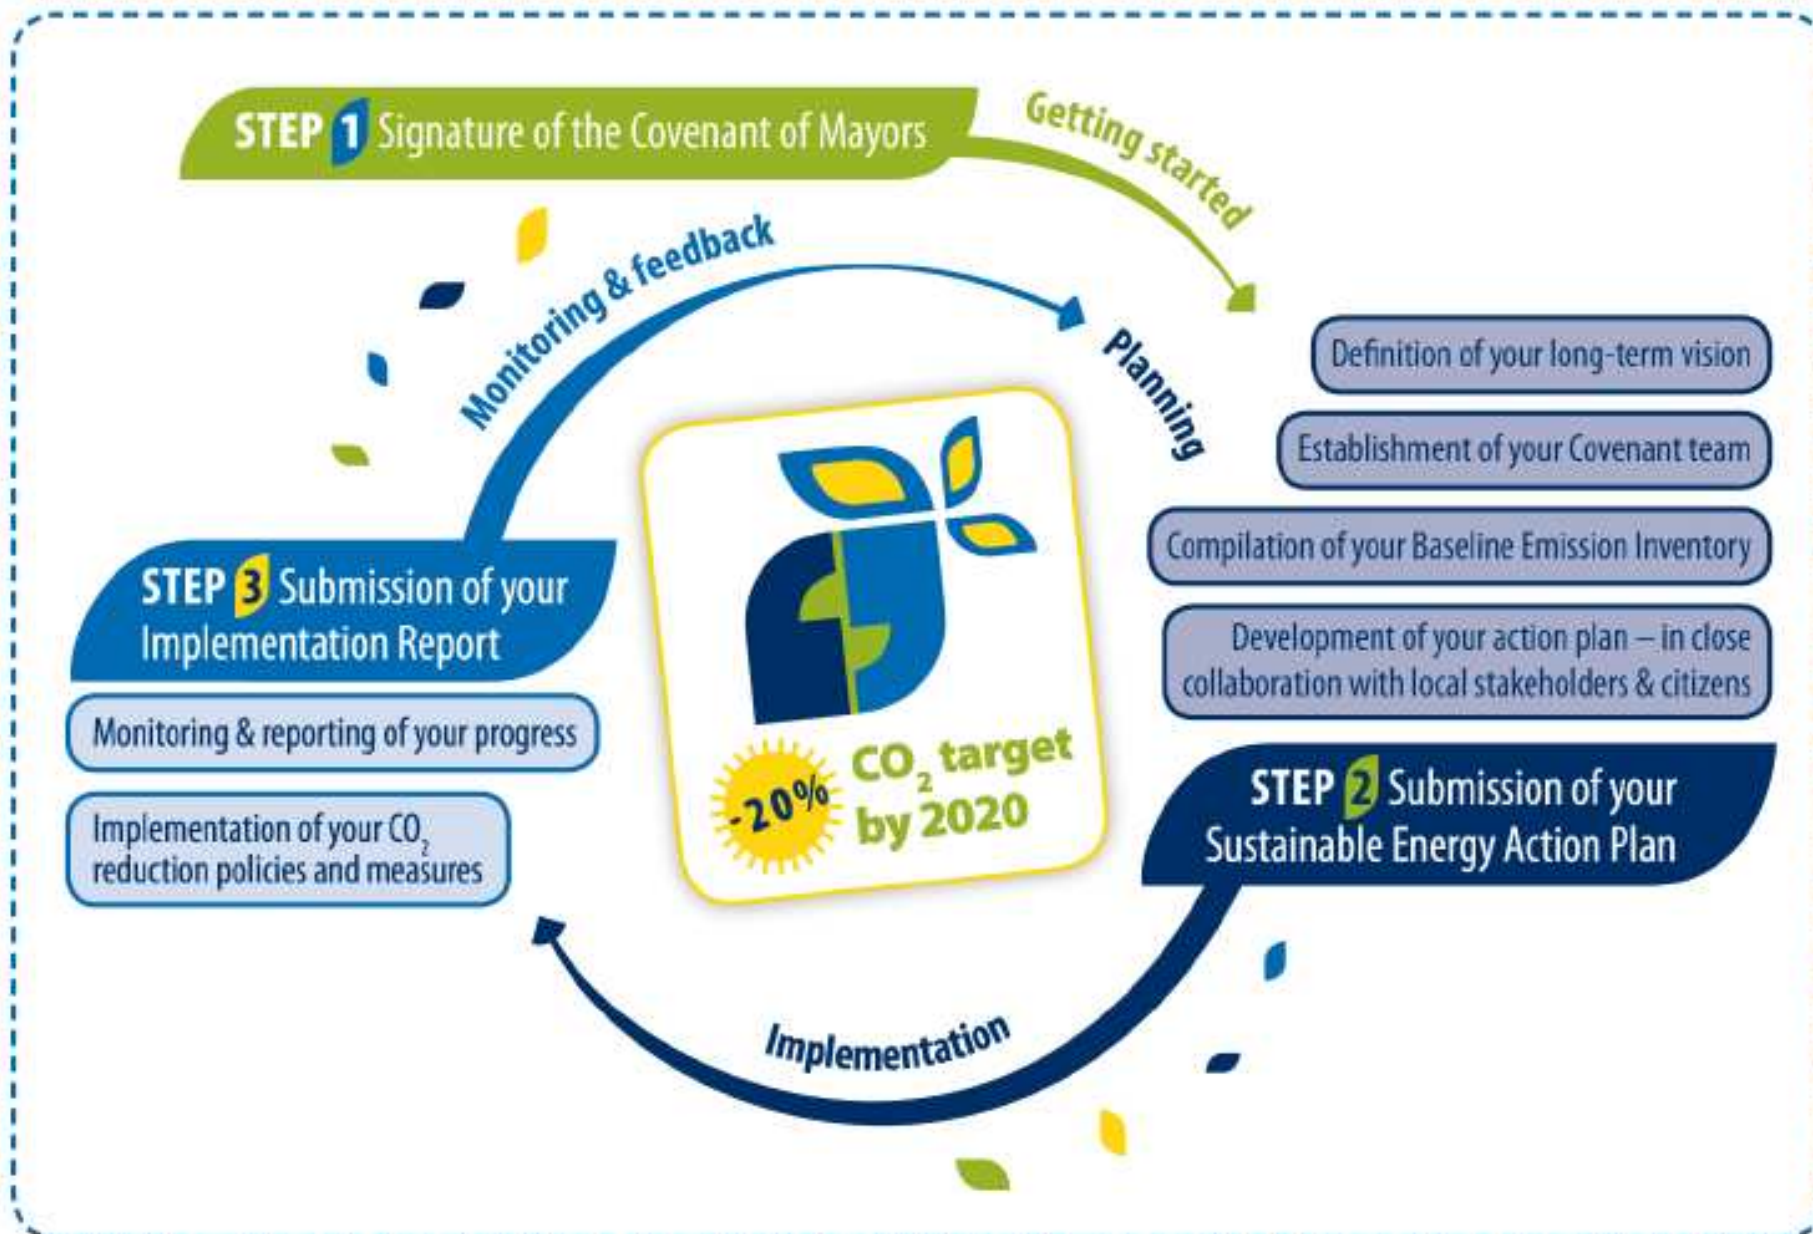 STEP 1 Signature of the Covenant of Mayors
Getting started
Monitoring & feedback
Planning
Definition of your long-term vision
Establishment of your Covenant team
Compilation of your Baseline Emission Inventory
Development of your action plan – in close
collaboration with local stakeholders & citizens
STEP 2 Submission of your
Sustainable Energy Action Plan
Implementation
STEP 3 Submission of your
Implementation Report
Monitoring & reporting of your progress
Implementation of your CO₂
reduction policies and measures
-20%
CO₂ target
by 2020